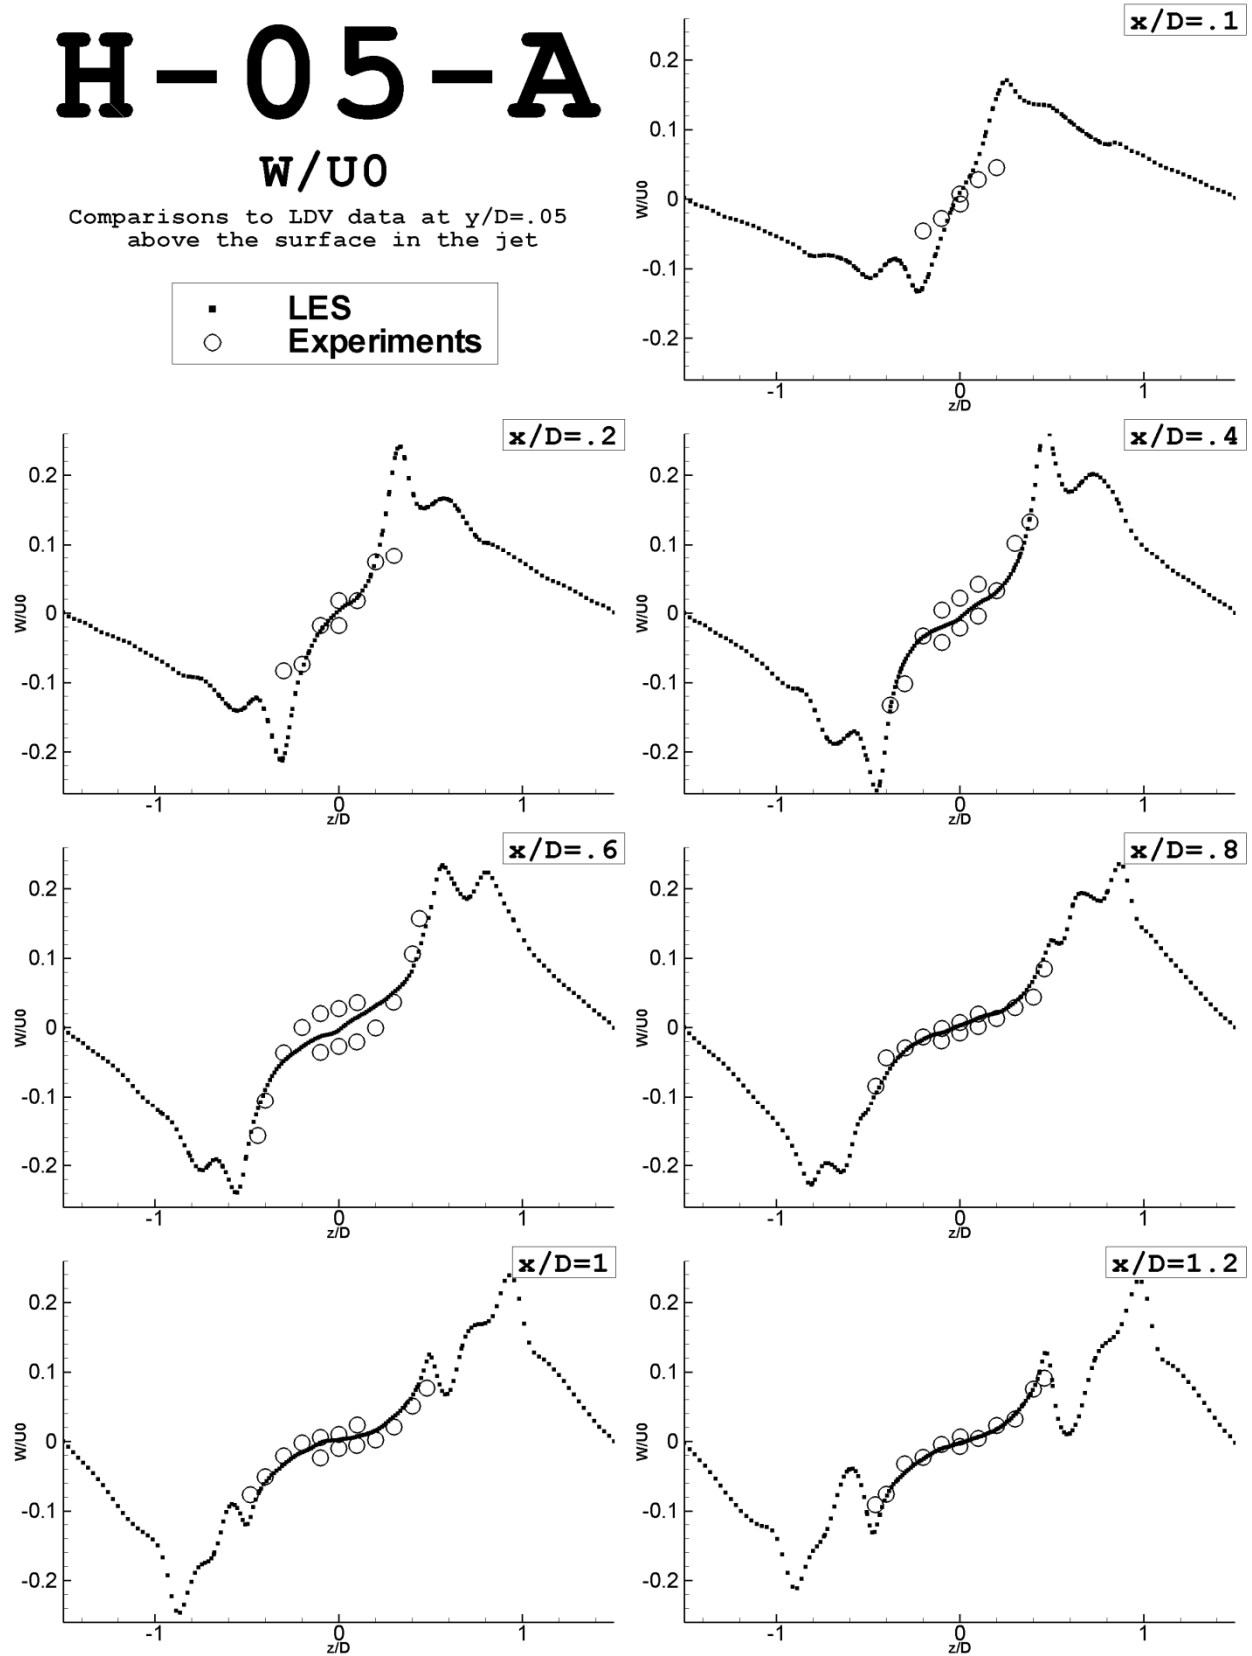 H-05-A
W/U0
Comparisons to LDV data at y/D=.05
above the surface in the jet
LES
Experiments
x/D=.1
0.2
0.1
0
-0.1
-0.2
W/U0
-1 0 1
z/D
x/D=.2
0.2
0.1
0
-0.1
-0.2
W/U0
-1 0 1
z/D
x/D=.4
0.2
0.1
0
-0.1
-0.2
W/U0
-1 0 1
z/D
x/D=.6
0.2
0.1
0
-0.1
-0.2
W/U0
-1 0 1
z/D
x/D=.8
0.2
0.1
0
-0.1
-0.2
W/U0
-1 0 1
z/D
x/D=1
0.2
0.1
0
-0.1
-0.2
W/U0
-1 0 1
z/D
x/D=1.2
0.2
0.1
0
-0.1
-0.2
W/U0
-1 0 1
z/D